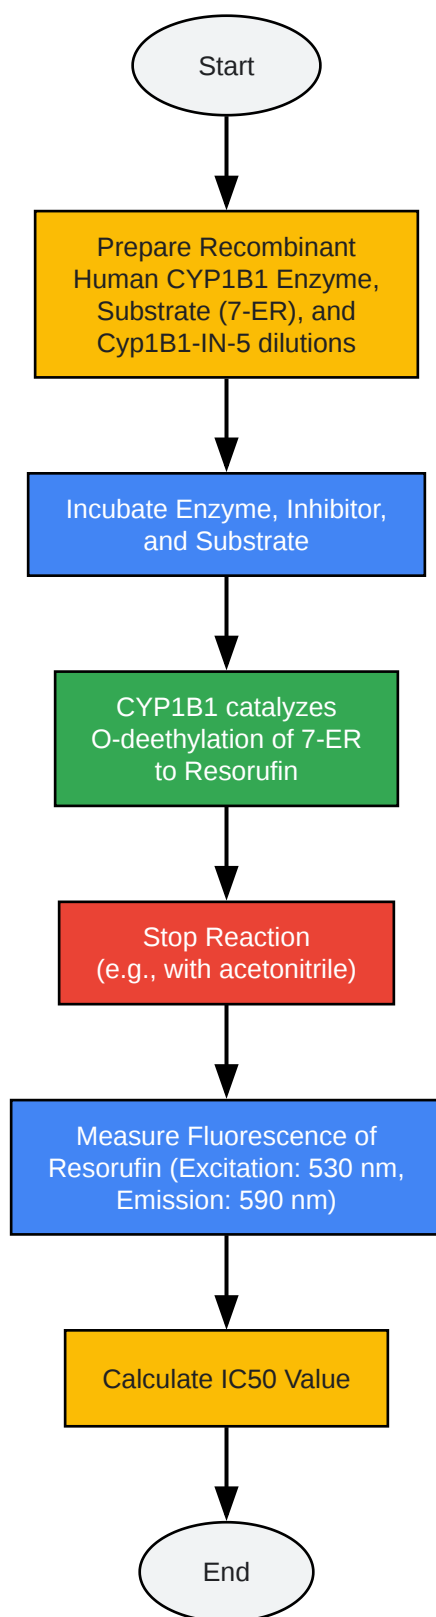 Start
Prepare Recombinant
Human CYP1B1 Enzyme,
Substrate (7-ER), and
Cyp1B1-IN-5 dilutions
Incubate Enzyme, Inhibitor,
and Substrate
CYP1B1 catalyzes
O-deethylation of 7-ER
to Resorufin
Stop Reaction
(e.g., with acetonitrile)
Measure Fluorescence of
Resorufin (Excitation: 530 nm,
Emission: 590 nm)
Calculate IC50 Value
End